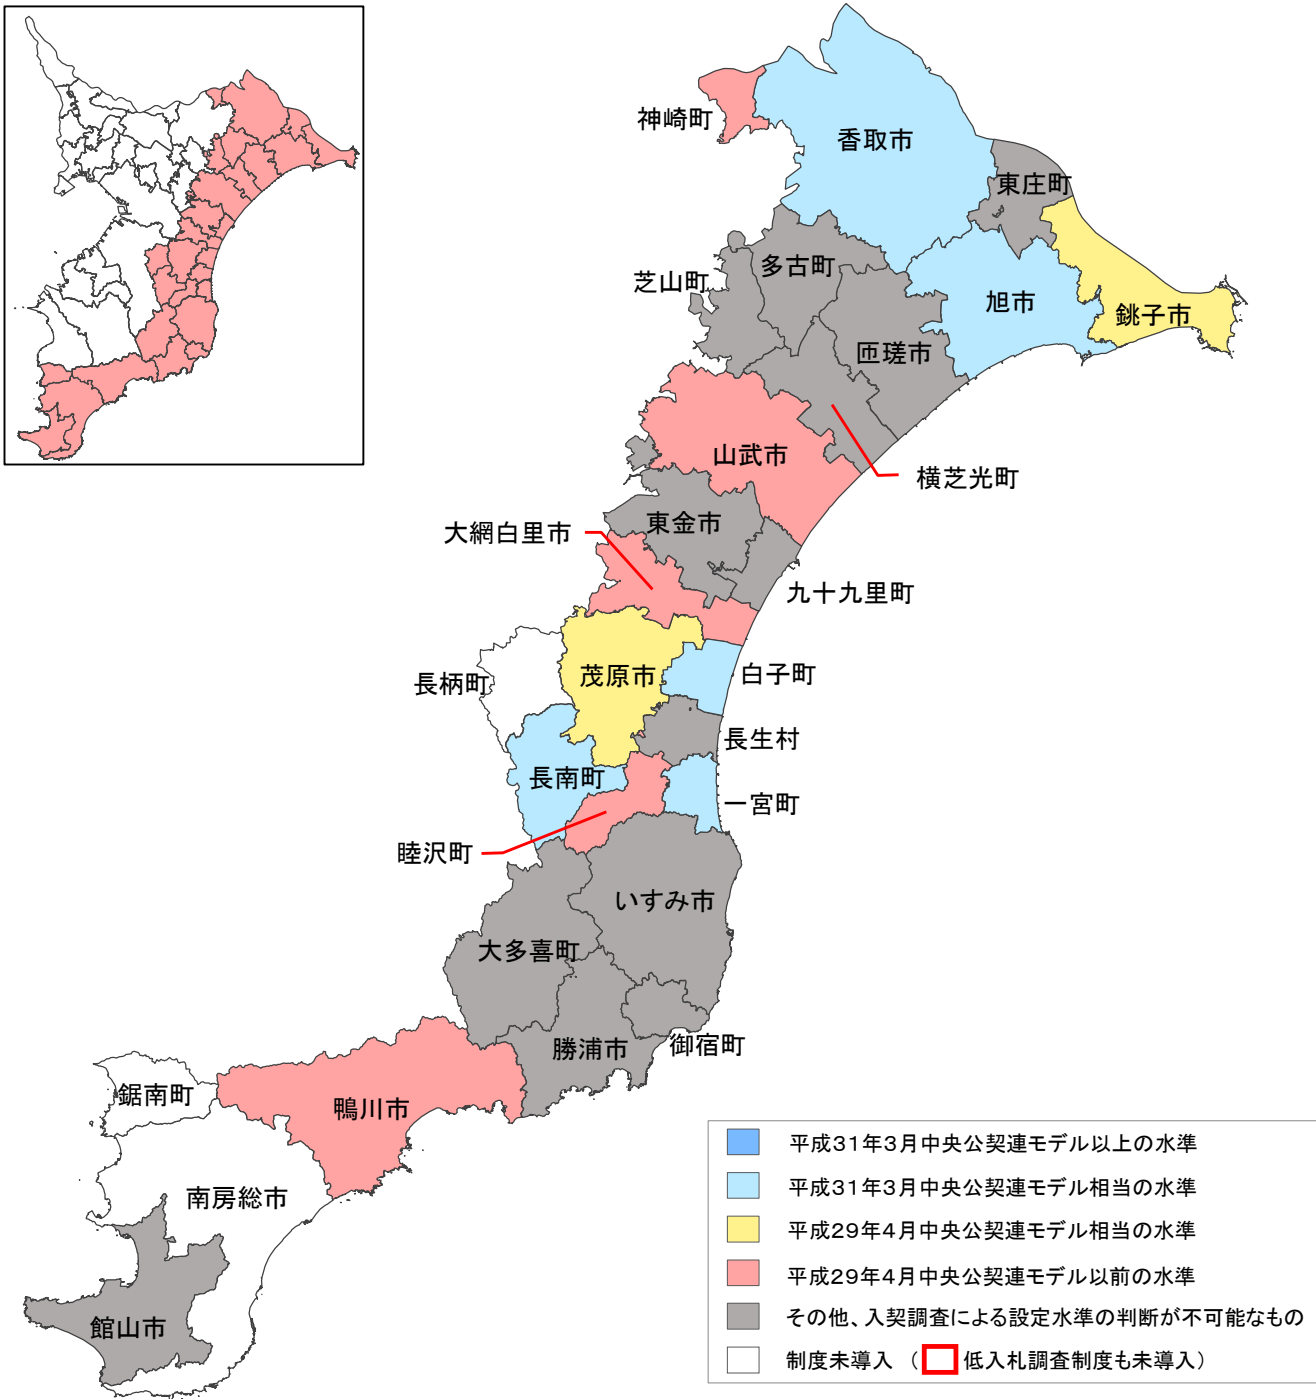 神崎町
香取市
東庄町
芝山町
多古町
旭市
銚子市
匝瑳市
山武市
横芝光町
東金市
大網白里市
九十九里町
茂原市
白子町
長柄町
長生村
長南町
一宮町
睦沢町
いすみ市
大多喜町
勝浦市
御宿町
鋸南町
鴨川市
南房総市
館山市
平成31年3月中央公契連モデル以上の水準
平成31年3月中央公契連モデル相当の水準
平成29年4月中央公契連モデル相当の水準
平成29年4月中央公契連モデル以前の水準
その他、入契調査による設定水準の判断が不可能なもの
制度未導入 ( 低入札調査制度も未導入)